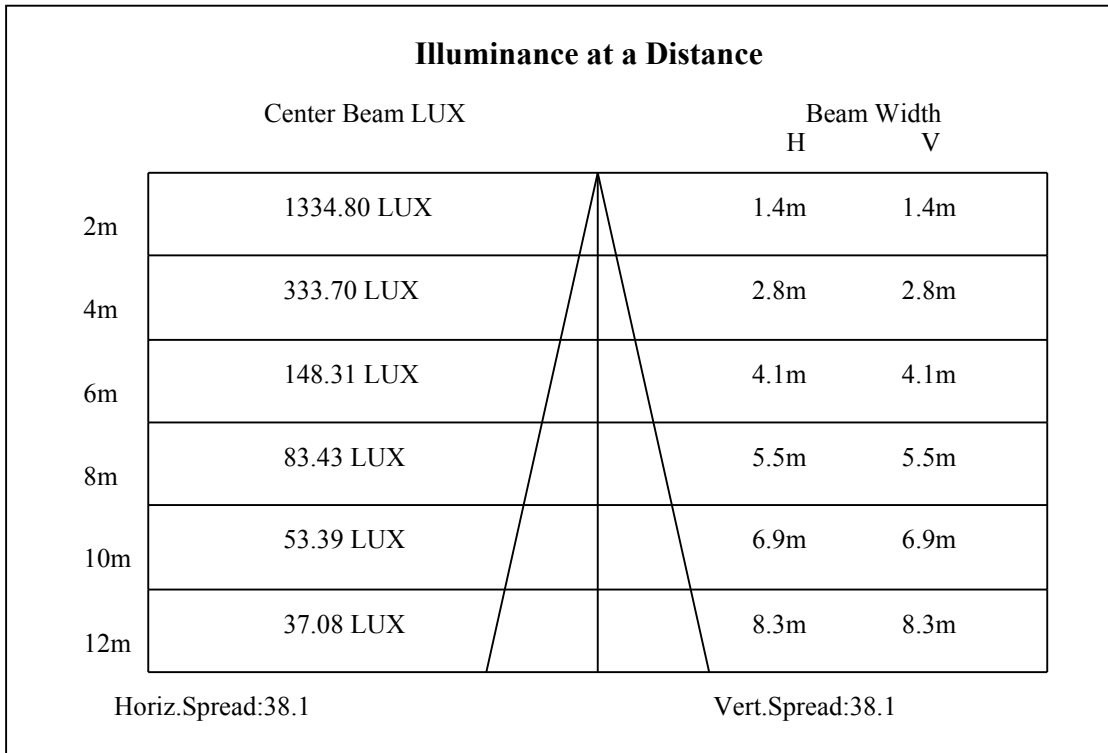 Illuminance at a Distance
Center Beam LUX Beam Width
H V
2m 1334.80 LUX 1.4m 1.4m
4m 333.70 LUX 2.8m 2.8m
6m 148.31 LUX 4.1m 4.1m
8m 83.43 LUX 5.5m 5.5m
10m 53.39 LUX 6.9m 6.9m
12m 37.08 LUX 8.3m 8.3m
Horiz.Spread:38.1 Vert.Spread:38.1